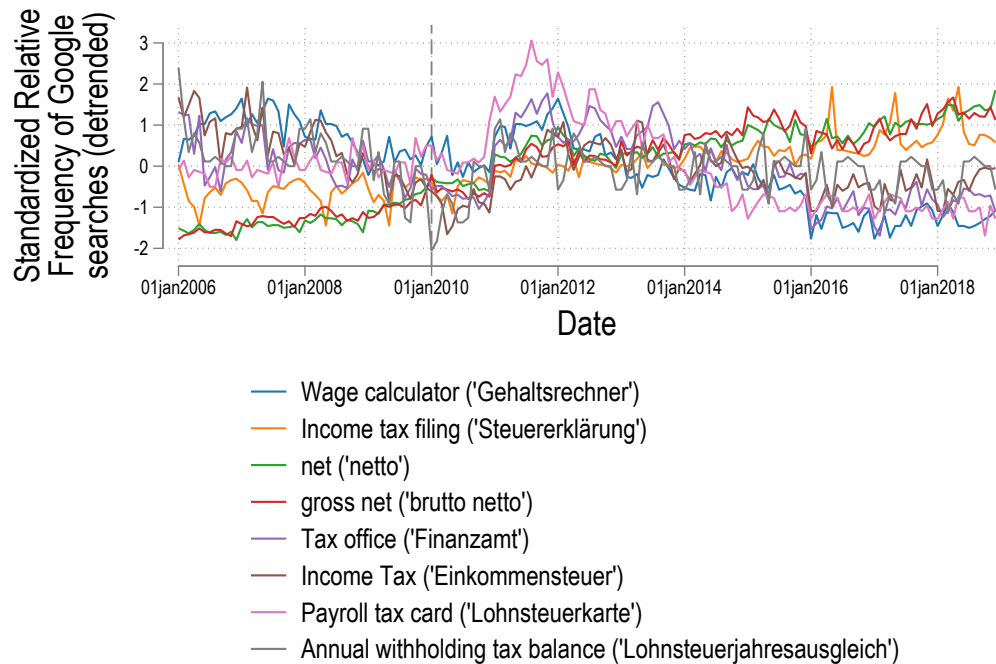 Standardized Relative
Frequency of Google
searches (detrended)
3
2
1
0
-1
-2
01jan2006 01jan2008 01jan2010 01jan2012 01jan2014 01jan2016 01jan2018
Date
Wage calculator ('Gehaltsrechner')
Income tax filing ('Steuererklärung')
net ('netto')
gross net ('brutto netto')
Tax office ('Finanzamt')
Income Tax ('Einkommensteuer')
Payroll tax card ('Lohnsteuerkarte')
Annual withholding tax balance ('Lohnsteuerjahresausgleich')